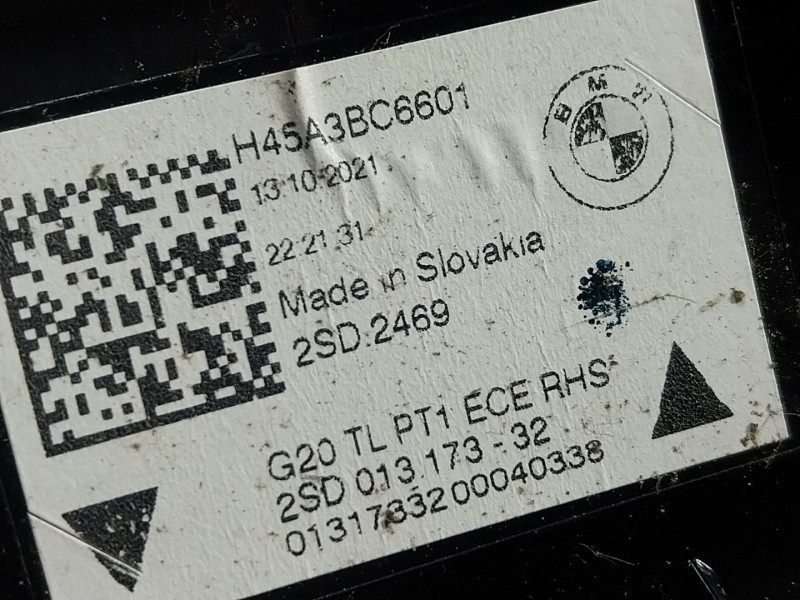 BMW
H45A3BC6601
13.10.2021
22:21:31
Made in Slovakia
2SD.2469
G20 TL PT1 ECE RHS
2SD 013 173 - 32
01317332 00040338